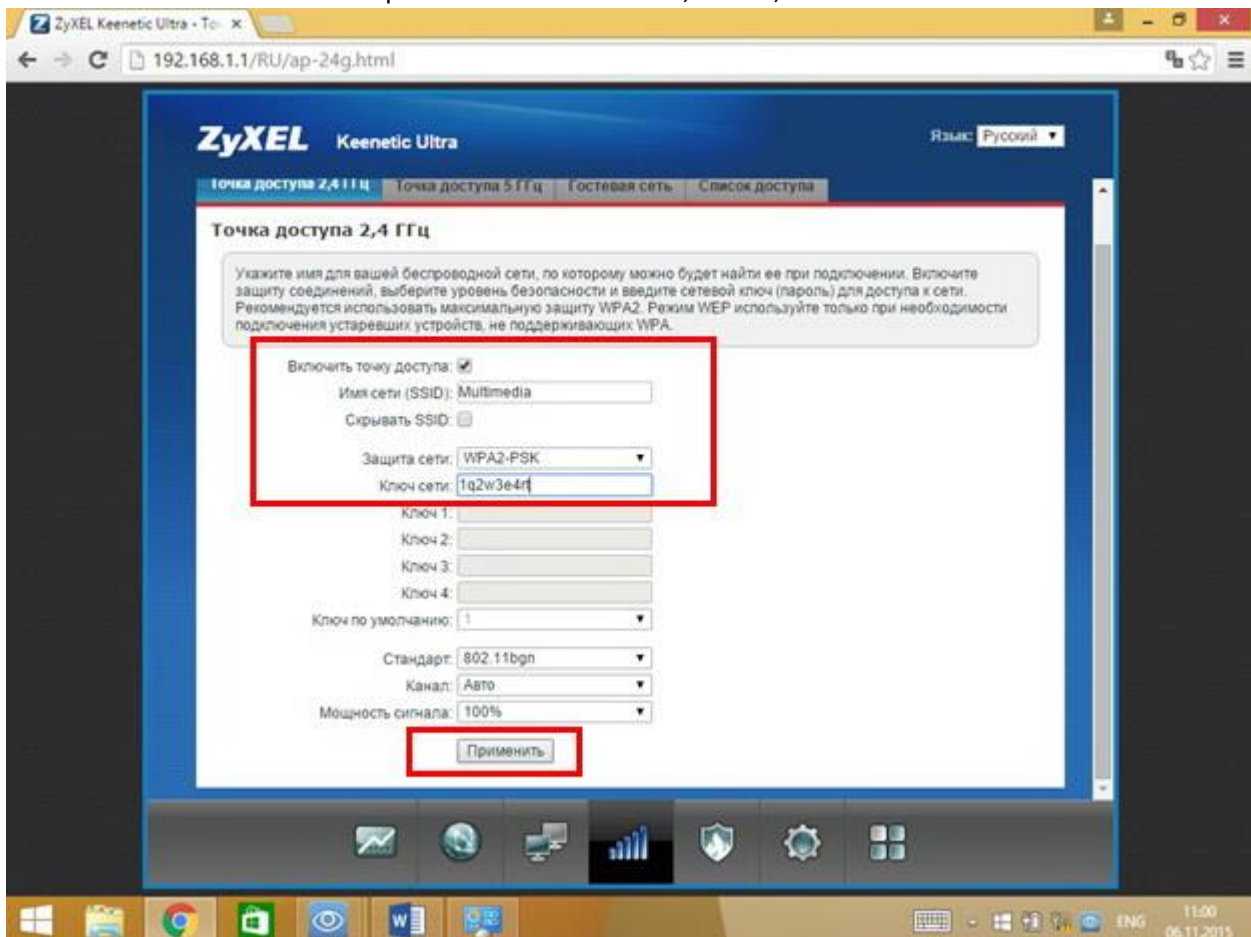 ZyXEL Keenetic Ultra - То
192.168.1.1/RU/ap-24g.html
ZyXEL Keenetic Ultra
Язык: Русский
Точка доступа 2,4 ГГц Точка доступа 5 ГГц Гостевая сеть Список доступа
Точка доступа 2,4 ГГц
Укажите имя для вашей беспроводной сети, по которому можно будет найти ее при подключении. Включите
защиту соединений, выберите уровень безопасности и введите сетевой ключ (пароль) для доступа к сети.
Рекомендуется использовать максимальную защиту WPA2. Режим WEP используйте только при необходимости
подключения устаревших устройств, не поддерживающих WPA.
Включить точку доступа:
Имя сети (SSID): Multimedia
Скрывать SSID:
Защита сети: WPA2-PSK
Ключ сети: 1q2w3e4rt
Ключ 1:
Ключ 2:
Ключ 3:
Ключ 4:
Ключ по умолчанию: 1
Стандарт: 802.11bgn
Канал: Авто
Мощность сигнала: 100%
Применить
ENG 11:00
06.11.2015